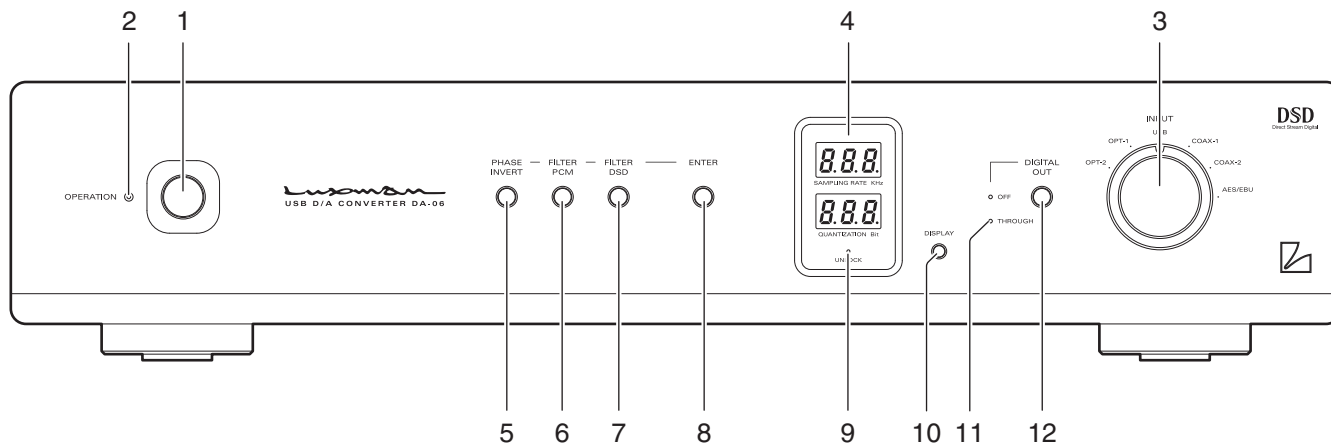 2 1 4 3
OPERATION
Luxman
USB D/A CONVERTER DA-06
PHASE INVERT
FILTER PCM
FILTER DSD
ENTER
8.8.8.
SAMPLING RATE KHz
8.8.8.
QUANTIZATION Bit
UNLOCK
DISPLAY
DIGITAL OUT
OFF
THROUGH
INPUT
OPT-2
OPT-1
USB
COAX-1
COAX-2
AES/EBU
DSD
Direct Stream Digital
5 6 7 8 9 10 11 12